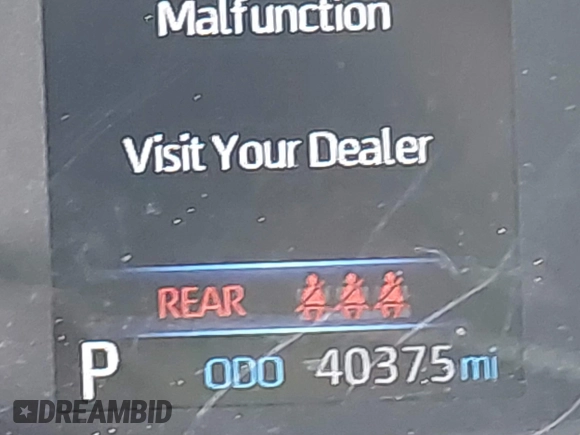 Malfunction
Visit Your Dealer
REAR
P ODO 40375 mi
DREAMBID